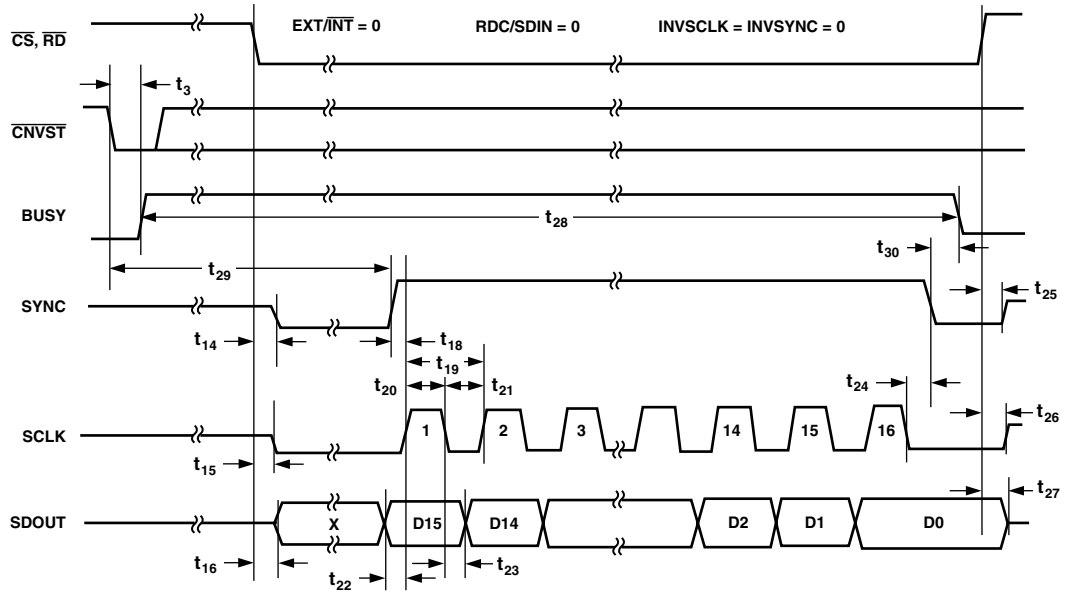 EXT/INT = 0 RDC/SDIN = 0 INVSCLK = INVSYNC = 0
CS, RD
t3
CNVST
BUSY
t28
t30
t29
SYNC
t25
t14
t18
t19
t20
t21
t24
t26
SCLK
1 2 3 14 15 16
t15
t27
SDOUT
X D15 D14 D2 D1 D0
t16
t22
t23